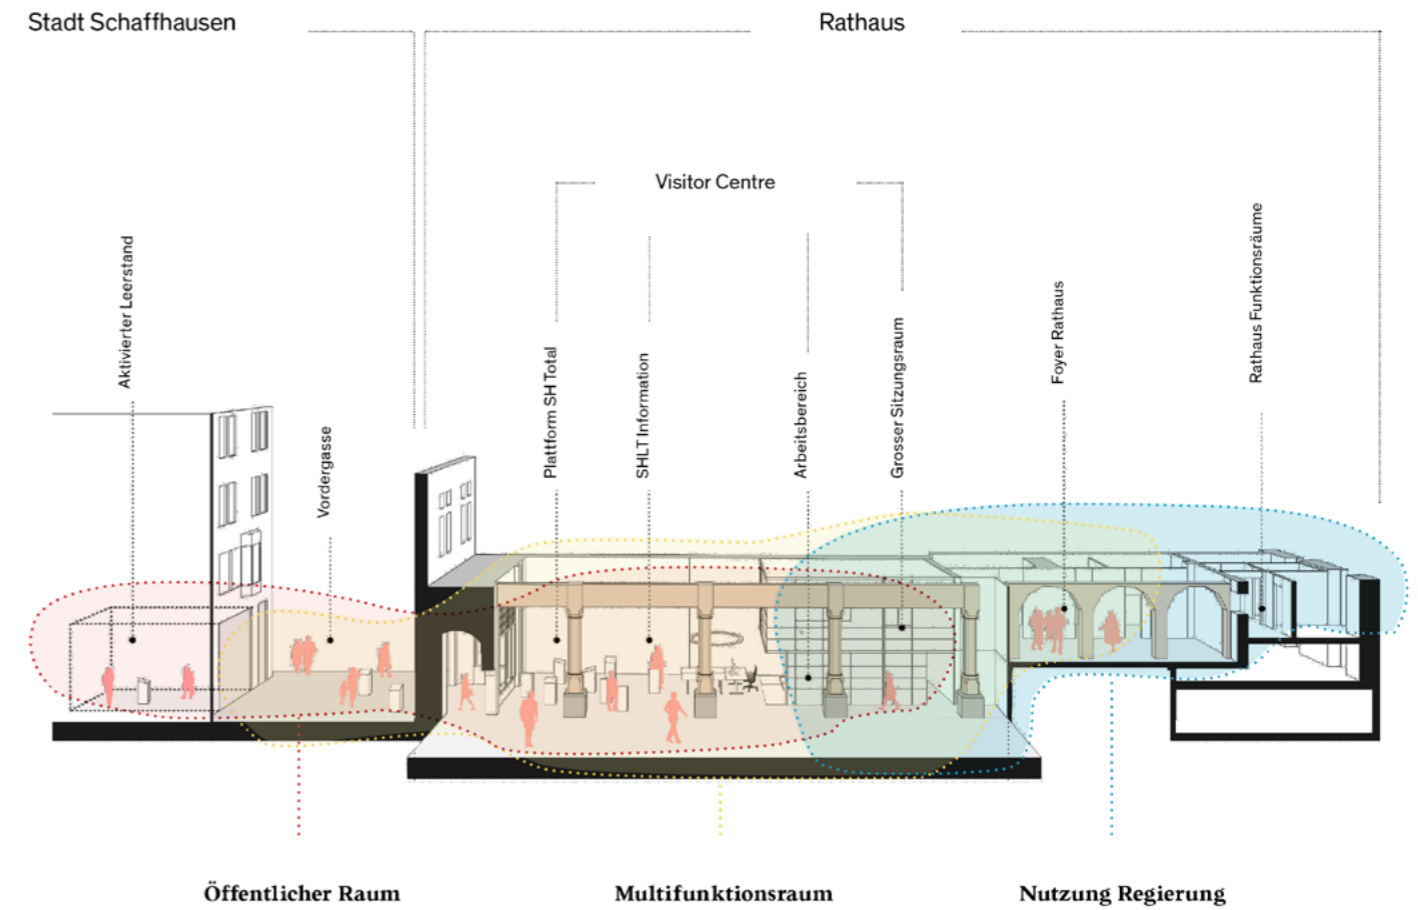 Stadt Schaffhausen
Rathaus
Visitor Centre
Aktivierter Leerstand
Vordergasse
Plattform SH Total
SHLT Information
Arbeitsbereich
Grosser Sitzungsraum
Foyer Rathaus
Rathaus Funktionsräume
Öffentlicher Raum
Multifunktionsraum
Nutzung Regierung